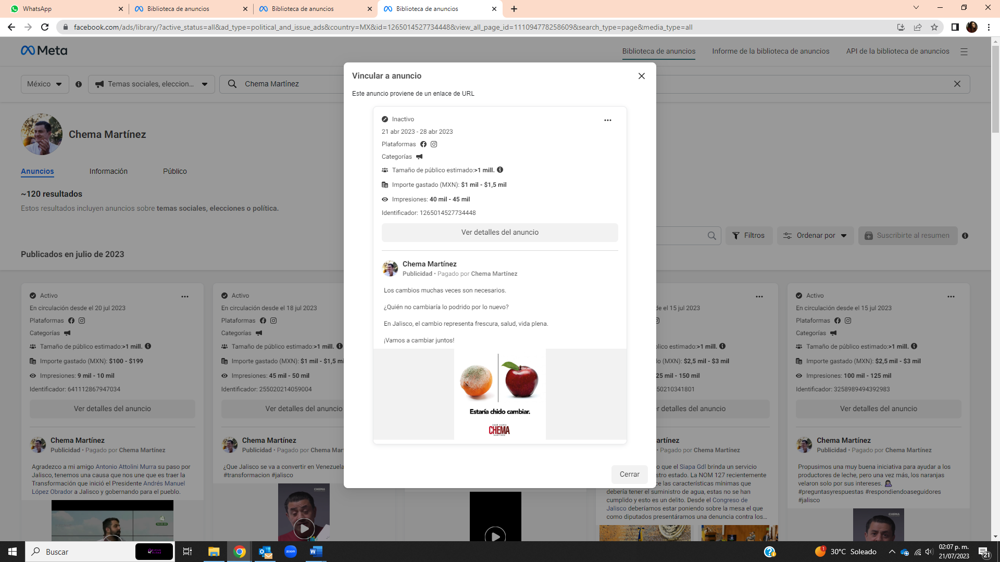 WhatsApp
Biblioteca de anuncios
Biblioteca de anuncios
Biblioteca de anuncios
facebook.com/ads/library/?active_status=all&ad_type=political_and_issue_ads&country=MX&id=1265014527734448&view_all_page_id=111094778258609&search_type=page&media_type=all
Meta
Biblioteca de anuncios
Informe de la biblioteca de anuncios
API de la biblioteca de anuncios
México
Temas sociales, eleccion...
Chema Martínez
Chema Martínez
Anuncios
Información
Público
~120 resultados
Estos resultados incluyen anuncios sobre temas sociales, elecciones o política.
Filtros
Ordenar por
Suscribirte al resumen
Publicados en julio de 2023
Vincular a anuncio
Este anuncio proviene de un enlace de URL
Inactivo
21 abr 2023 - 28 abr 2023
Plataformas
Categorías
Tamaño de público estimado:>1 mill.
Importe gastado (MXN): $1 mil - $1,5 mil
Impresiones: 40 mil - 45 mil
Identificador: 1265014527734448
Ver detalles del anuncio
Chema Martínez
Publicidad • Pagado por Chema Martínez
Los cambios muchas veces son necesarios.
¿Quién no cambiaría lo podrido por lo nuevo?
En Jalisco, el cambio representa frescura, salud, vida plena.
¡Vamos a cambiar juntos!
Estaría chido cambiar.
JOSÉ MARÍA
CHEMA
MARTÍNEZ
Cerrar
Activo
En circulación desde el 20 jul 2023
Plataformas
Categorías
Tamaño de público estimado:>1 mill.
Importe gastado (MXN): $100 - $199
Impresiones: 9 mil - 10 mil
Identificador: 641112867947034
Ver detalles del anuncio
Chema Martínez
Publicidad • Pagado por Chema Martínez
Agradezco a mi amigo Antonio Attolini Murra su paso por
Jalisco, tenemos una causa que nos une que es traer la
Transformación que inició el Presidente Andrés Manuel
López Obrador a Jalisco y gobernando para el pueblo.
Activo
En circulación desde el 18 jul 2023
Plataformas
Categorías
Tamaño de público estimado:>1 mill.
Importe gastado (MXN): $1 mil - $1,5 mi
Impresiones: 45 mil - 50 mil
Identificador: 255020214059004
Ver detalles del anuncio
Chema Martínez
Publicidad • Pagado por Chema Mar
¿Que Jalisco se va a convertir en Venezuela
#transformacion #jalisco
CHEMA
de el 15 jul 2023
blico estimado:>1 mill.
o (MXN): $2,5 mil - $3 mil
25 mil - 150 mil
50210341801
r detalles del anuncio
artínez
• Pagado por Chema Martínez
o que el Siapa Gdl brinda un servicio
stro estado. La NOM 127 recientemente
ce las características mínimas que
debería tener el suministro de agua, estas no se han
cumplido y esto es un delito. Desde el Congreso de
Jalisco deberíamos estar poniendo sobre la mesa el que
como diputados presentáramos una denuncia contra los...
Activo
En circulación desde el 15 jul 2023
Plataformas
Categorías
Tamaño de público estimado:>1 mill.
Importe gastado (MXN): $2,5 mil - $3 mil
Impresiones: 100 mil - 125 mil
Identificador: 3258989494392983
Ver detalles del anuncio
Chema Martínez
Publicidad • Pagado por Chema Martínez
Propusimos una muy buena iniciativa para ayudar a los
productores de leche, pero una vez más, los naranjas
velaron solo por sus intereses.
#preguntasyrespuestas #respondiendoaseguidores
#jalisco
CHEMA
Buscar
zoom
30°C Soleado
02:07 p. m.
21/07/2023
21